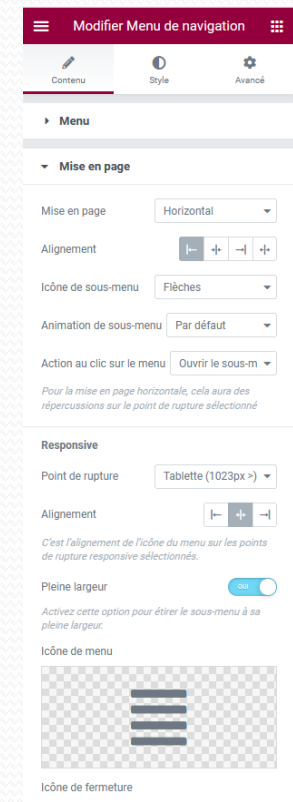 Modifier Menu de navigation
Contenu Style Avancé
Menu
Mise en page
Mise en page Horizontal
Alignement
Icône de sous-menu Flèches
Animation de sous-menu Par défaut
Action au clic sur le menu Ouvrir le sous-m
Pour la mise en page horizontale, cela aura des
répercussions sur le point de rupture sélectionné
Responsive
Point de rupture Tablette (1023px >)
Alignement
C'est l'alignement de l'icône du menu sur les points
de rupture responsive sélectionnés.
Pleine largeur OUI
Activez cette option pour étirer le sous-menu à sa
pleine largeur.
Icône de menu
Icône de fermeture